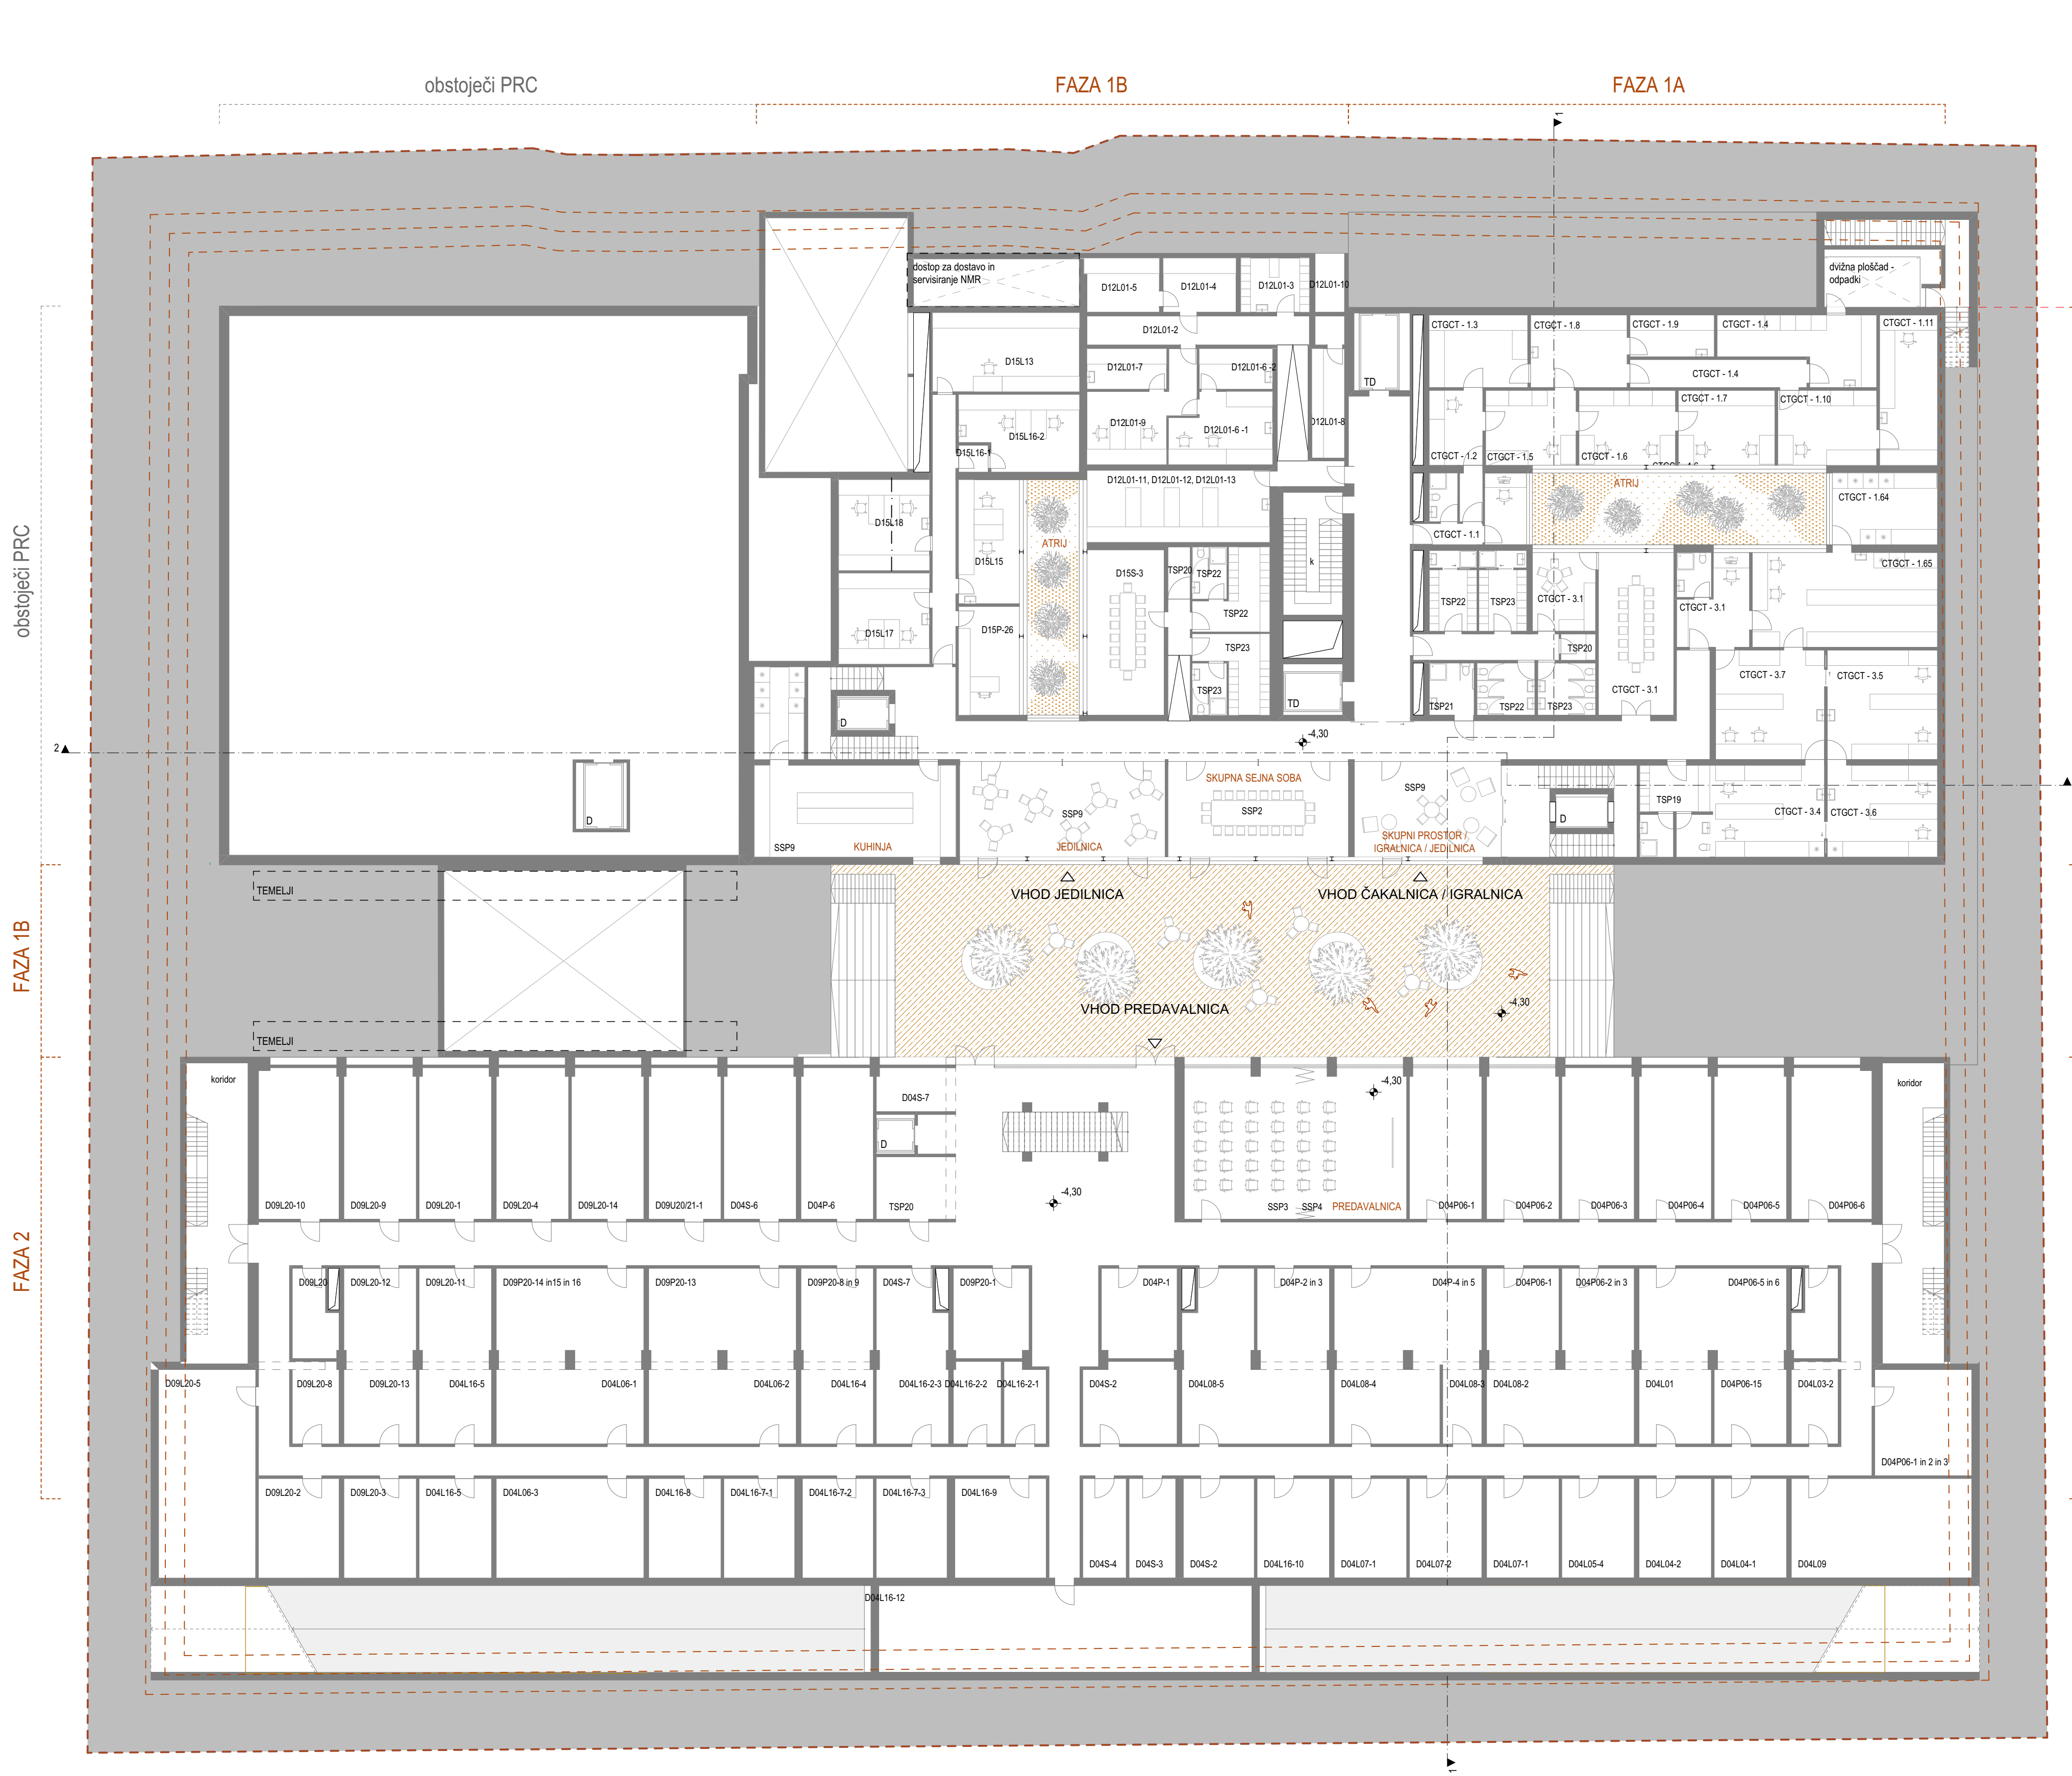 obstoječi PRC
FAZA 1B
FAZA 1A
1
dostop za dostavo in
servisiranje NMR
D12L01-5
D12L01-4
D12L01-3
D12L01-10
dvižna ploščad -
odpadki
D12L01-2
CTGCT - 1.3
CTGCT - 1.8
CTGCT - 1.9
CTGCT - 1.4
CTGCT - 1.11
D15L13
D12L01-7
D12L01-6 -2
TD
CTGCT - 1.4
D12L01-9
D12L01-6 -1
D12L01-8
CTGCT - 1.7
CTGCT - 1.10
D15L16-2
D15L16-1
CTGCT - 1.2
CTGCT - 1.5
CTGCT - 1.6
D12L01-11, D12L01-12, D12L01-13
ATRIJ
CTGCT - 1.64
D15L18
ATRIJ
CTGCT - 1.1
D15L15
D15S-3
TSP20
TSP22
k
CTGCT - 1.65
TSP22
TSP22
TSP23
CTGCT - 3.1
CTGCT - 3.1
D15L17
D15P-26
TSP23
TSP20
TSP23
CTGCT - 3.1
CTGCT - 3.7
CTGCT - 3.5
D
TD
TSP21
TSP22
TSP23
obstoječi PRC
2
-4,30
SKUPNA SEJNA SOBA
SSP9
SSP2
SSP9
TSP19
D
D
CTGCT - 3.4
CTGCT - 3.6
SSP9
KUHINJA
JEDILNICA
SKUPNI PROSTOR /
IGRALNICA / JEDILNICA
TEMELJI
VHOD JEDILNICA
VHOD ČAKALNICA / IGRALNICA
FAZA 1B
VHOD PREDAVALNICA
-4,30
TEMELJI
koridor
D04S-7
-4,30
koridor
D
-4,30
D09L20-10
D09L20-9
D09L20-1
D09L20-4
D09L20-14
D09U20/21-1
D04S-6
D04P-6
TSP20
SSP3
SSP4
PREDAVALNICA
D04P06-1
D04P06-2
D04P06-3
D04P06-4
D04P06-5
D04P06-6
FAZA 2
D09L20
D09L20-12
D09L20-11
D09P20-14 in15 in 16
D09P20-13
D09P20-8 in 9
D04S-7
D09P20-1
D04P-1
D04P-2 in 3
D04P-4 in 5
D04P06-1
D04P06-2 in 3
D04P06-5 in 6
D09L20-5
D09L20-8
D09L20-13
D04L16-5
D04L06-1
D04L06-2
D04L16-4
D04L16-2-3
D04L16-2-2
D04L16-2-1
D04S-2
D04L08-5
D04L08-4
D04L08-3
D04L08-2
D04L01
D04P06-15
D04L03-2
D04P06-1 in 2 in 3
D09L20-2
D09L20-3
D04L16-5
D04L06-3
D04L16-8
D04L16-7-1
D04L16-7-2
D04L16-7-3
D04L16-9
D04S-4
D04S-3
D04S-2
D04L16-10
D04L07-1
D04L07-2
D04L07-1
D04L05-4
D04L04-2
D04L04-1
D04L09
D04L16-12
1